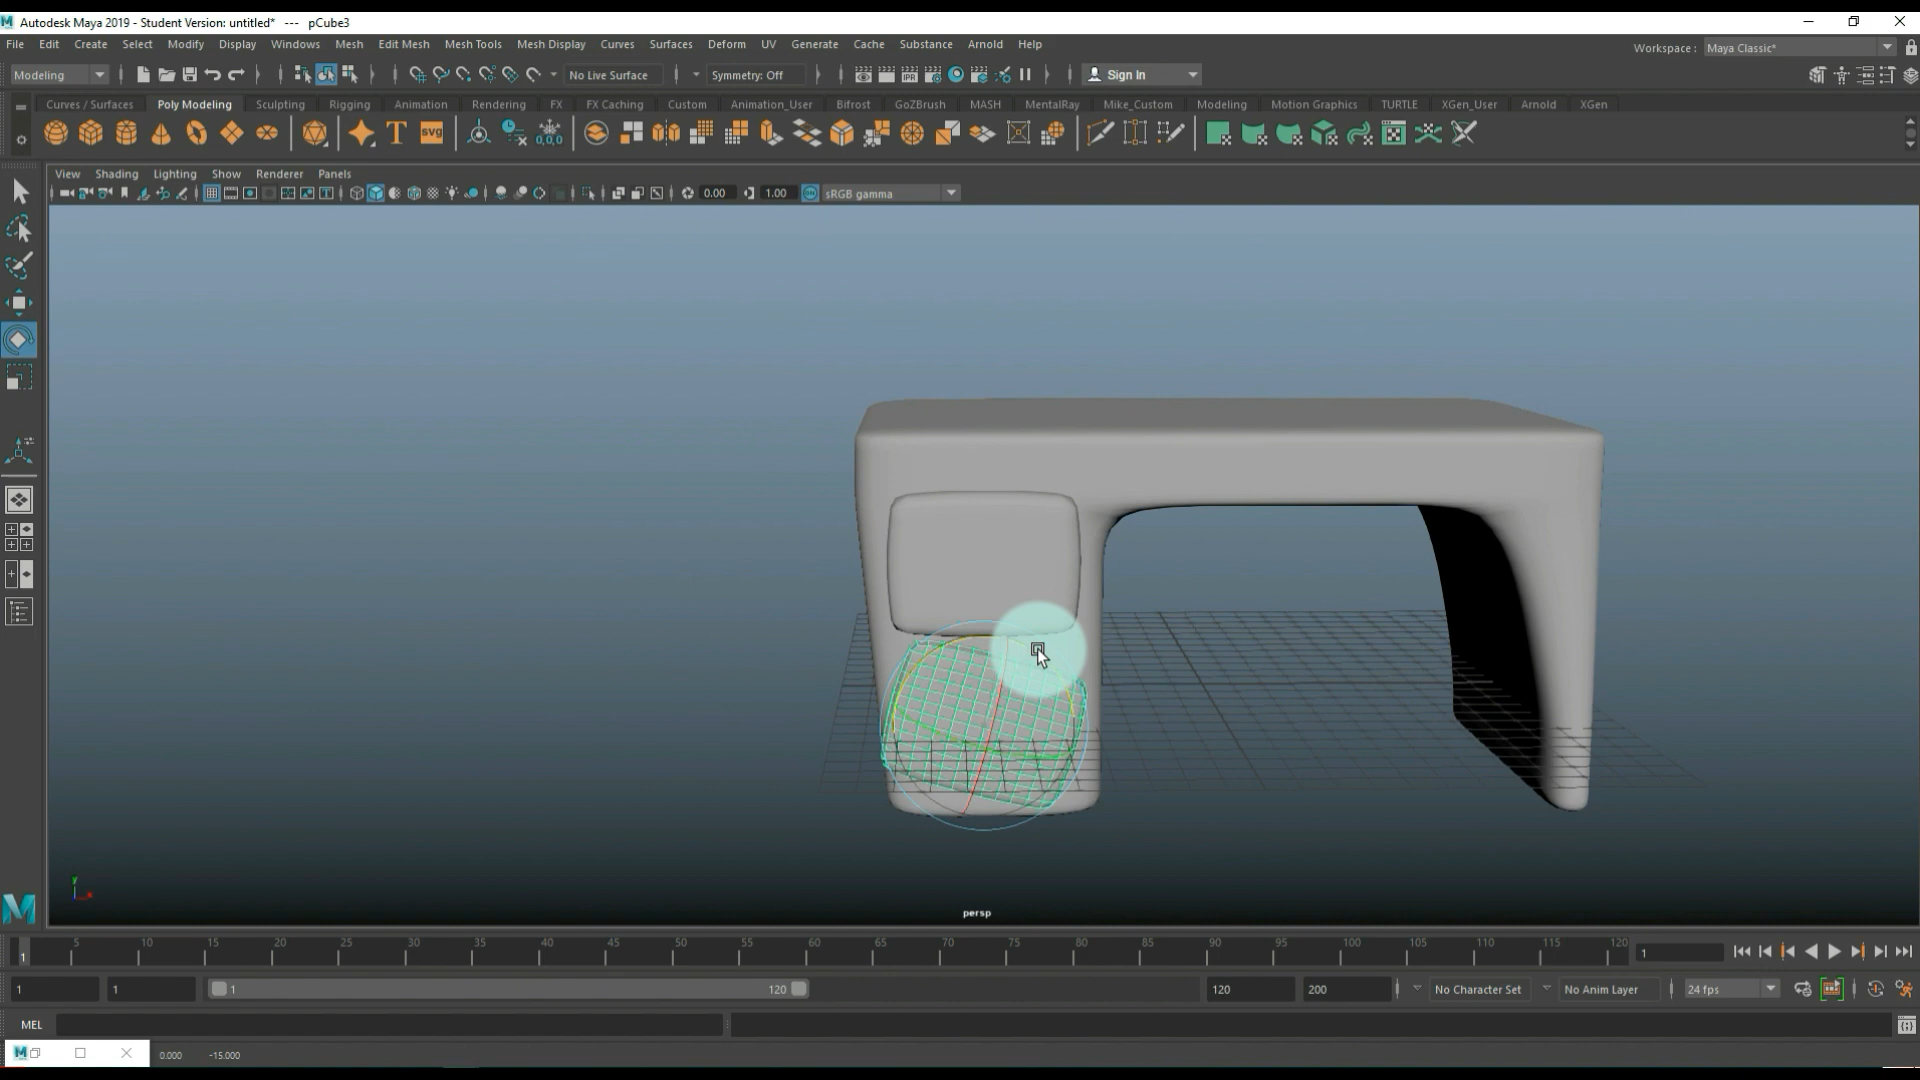 Autodesk Maya 2019 - Student Version: untitled* --- pCube3
File Edit Create Select Modify Display Windows Mesh Edit Mesh Mesh Tools Mesh Display Curves Surfaces Deform UV Generate Cache Substance Arnold Help
Workspace : Maya Classic*
Modeling No Live Surface Symmetry: Off Sign In
Curves / Surfaces Poly Modeling Sculpting Rigging Animation Rendering FX FX Caching Custom Animation_User Bifrost GoZBrush MASH MentalRay Mike_Custom Modeling Motion Graphics TURTLE XGen_User Arnold XGen
View Shading Lighting Show Renderer Panels
0.00 1.00 sRGB gamma
persp
5 10 15 20 25 30 35 40 45 50 55 60 65 70 75 80 85 90 95 100 105 110 115 120
1 1
1 1 1 120 120 200 No Character Set No Anim Layer 24 fps
MEL
0.000 -15.000